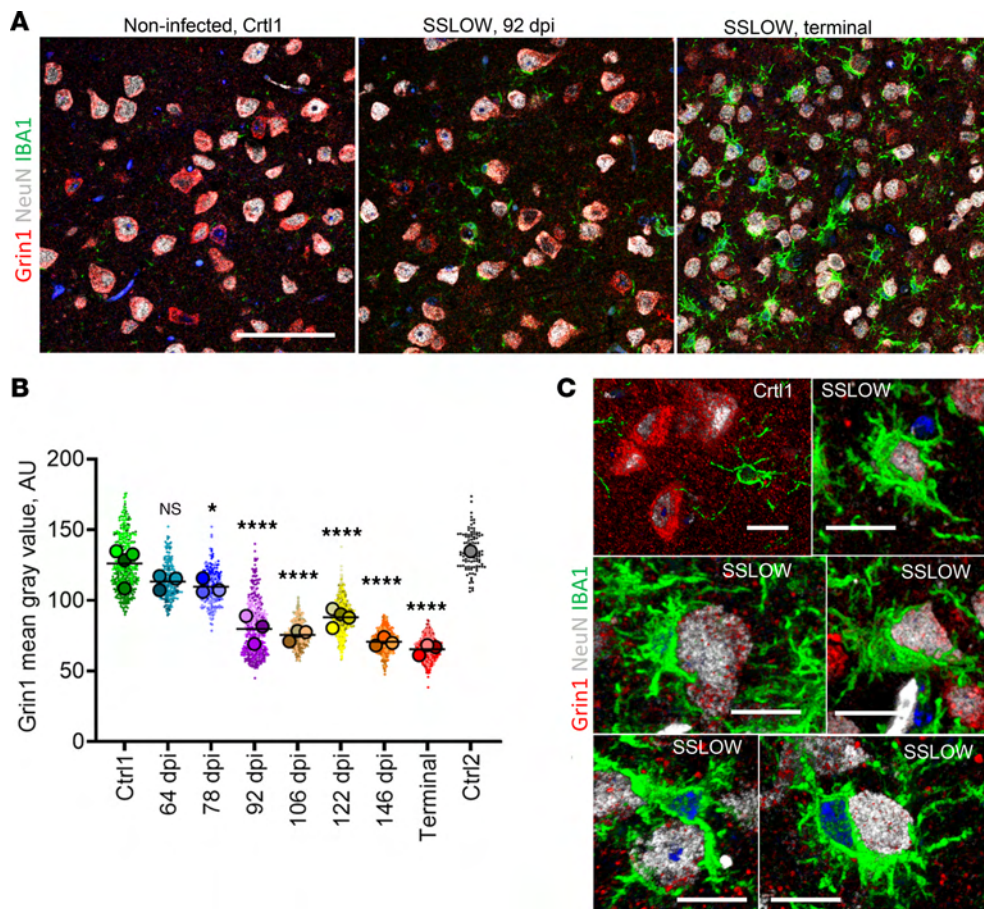 A
Non-infected, Crtl1
SSLOW, 92 dpi
SSLOW, terminal
Grin1 NeuN IBA1
B
Grin1 mean gray value, AU
200
150
100
50
0
NS
*
****
****
****
****
****
Ctrl1
64 dpi
78 dpi
92 dpi
106 dpi
122 dpi
146 dpi
Terminal
Ctrl2
C
Grin1 NeuN IBA1
Crtl1
SSLOW
SSLOW
SSLOW
SSLOW
SSLOW